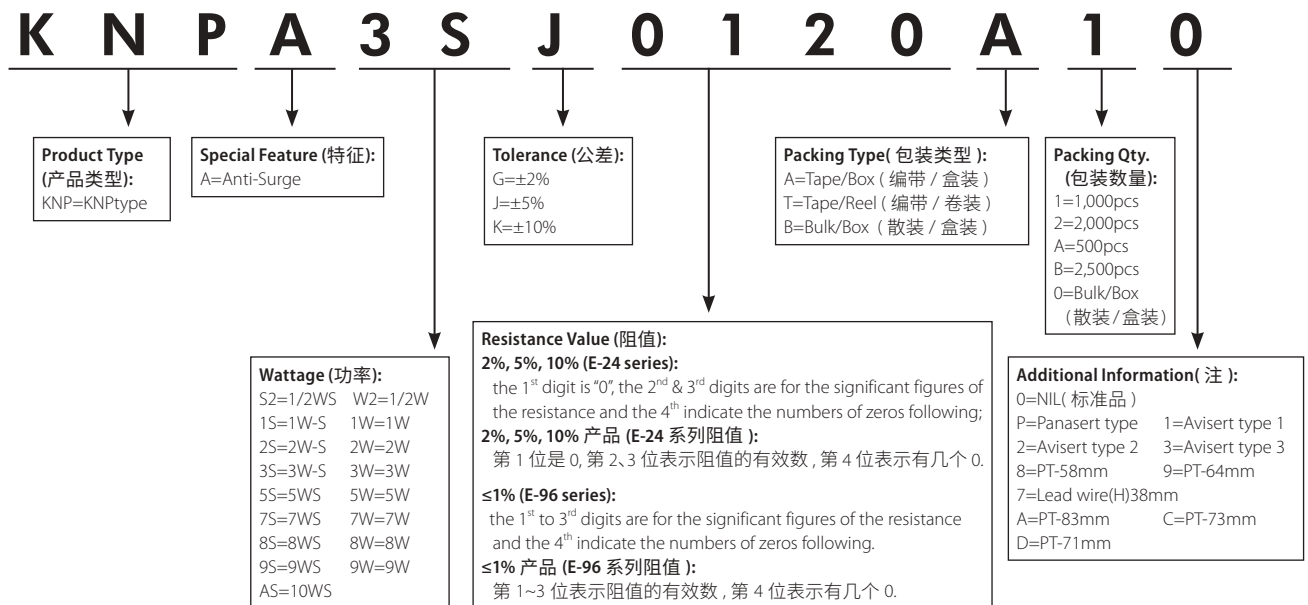 K N P A 3 S J 0 1 2 0 A 1 0
Product Type
(产品类型):
KNP=KNPtype
Special Feature (特征):
A=Anti-Surge
Tolerance (公差):
G=±2%
J=±5%
K=±10%
Packing Type( 包装类型 ):
A=Tape/Box ( 编带 / 盒装 )
T=Tape/Reel ( 编带 / 卷装 )
B=Bulk/Box ( 散装 / 盒装 )
Packing Qty.
(包装数量):
1=1,000pcs
2=2,000pcs
A=500pcs
B=2,500pcs
0=Bulk/Box
(散装/盒装)
Wattage (功率):
S2=1/2WS W2=1/2W
1S=1W-S 1W=1W
2S=2W-S 2W=2W
3S=3W-S 3W=3W
5S=5WS 5W=5W
7S=7WS 7W=7W
8S=8WS 8W=8W
9S=9WS 9W=9W
AS=10WS
Resistance Value (阻值):
2%, 5%, 10% (E-24 series):
the 1st digit is "0", the 2nd & 3rd digits are for the significant figures of
the resistance and the 4th indicate the numbers of zeros following;
2%, 5%, 10% 产品 (E-24 系列阻值 ):
第 1 位是 0, 第 2、3 位表示阻值的有效数 , 第 4 位表示有几个 0.
≤1% (E-96 series):
the 1st to 3rd digits are for the significant figures of the resistance
and the 4th indicate the numbers of zeros following.
≤1% 产品 (E-96 系列阻值 ):
第 1~3 位表示阻值的有效数 , 第 4 位表示有几个 0.
Additional Information( 注 ):
0=NIL( 标准品 )
P=Panasert type 1=Avisert type 1
2=Avisert type 2 3=Avisert type 3
8=PT-58mm 9=PT-64mm
7=Lead wire(H)38mm
A=PT-83mm C=PT-73mm
D=PT-71mm